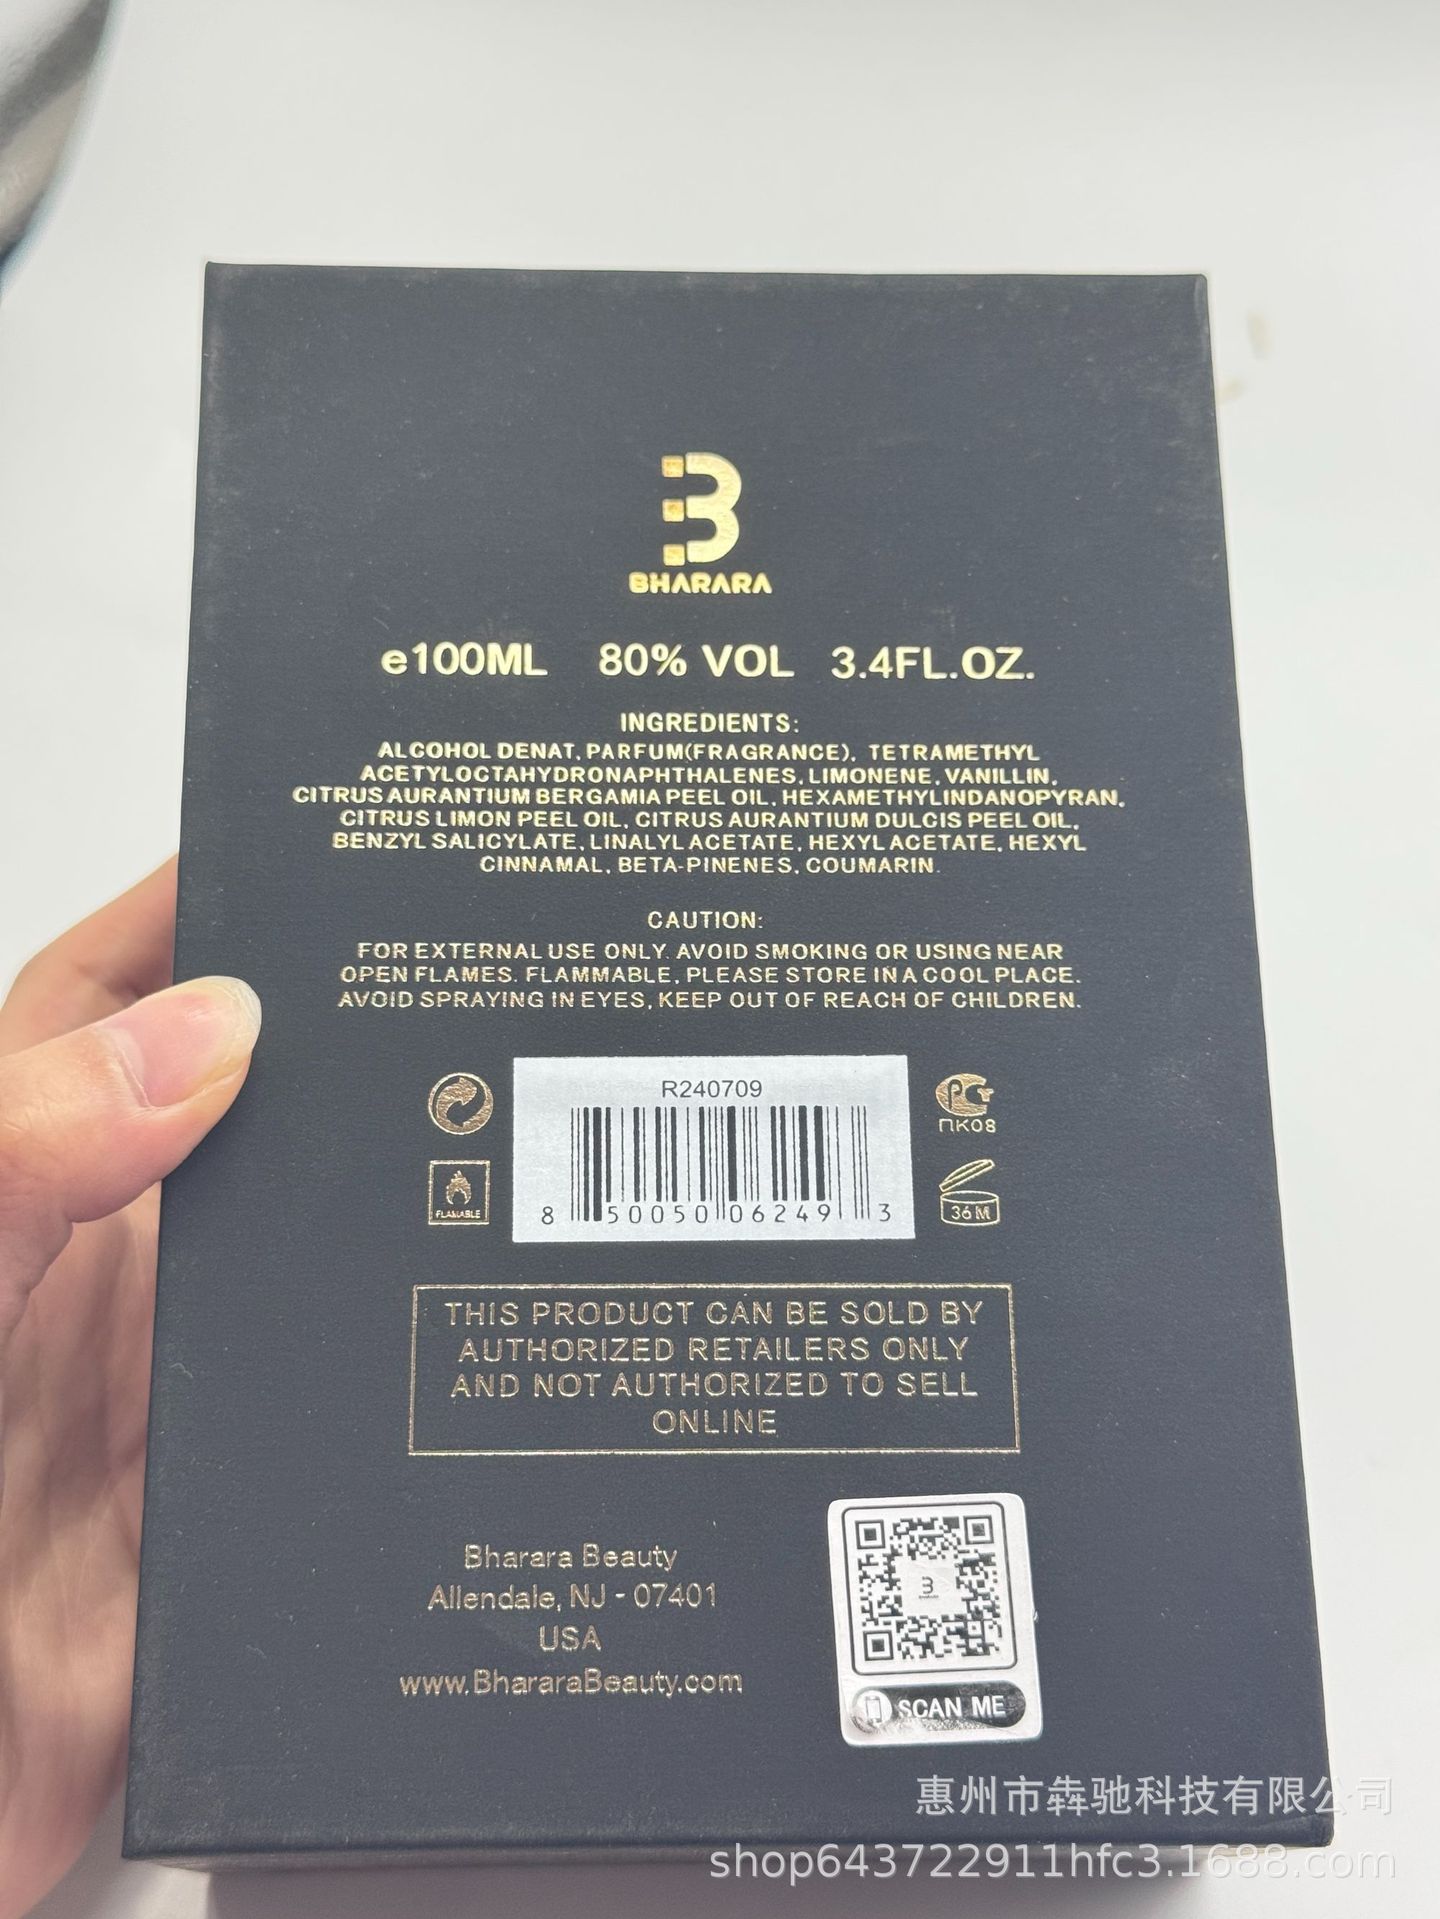 BHARARA
e100ML 80% VOL 3.4FL.OZ.
INGREDIENTS:
ALCOHOL DENAT, PARFUM(FRAGRANCE), TETRAMETHYL
ACETYLOCTAHYDRONAPHTHALENES, LIMONENE, VANILLIN,
CITRUS AURANTIUM BERGAMIA PEEL OIL, HEXAMETHYLINDANOPYRAN,
CITRUS LIMON PEEL OIL, CITRUS AURANTIUM DULCIS PEEL OIL,
BENZYL SALICYLATE, LINALYL ACETATE, HEXYL ACETATE, HEXYL
CINNAMAL, BETA-PINENES, COUMARIN.
CAUTION:
FOR EXTERNAL USE ONLY. AVOID SMOKING OR USING NEAR
OPEN FLAMES. FLAMMABLE, PLEASE STORE IN A COOL PLACE.
AVOID SPRAYING IN EYES, KEEP OUT OF REACH OF CHILDREN.
R240709
8 50050 06249 3
FLAMABLE
РСТ
ПК08
36 M
THIS PRODUCT CAN BE SOLD BY
AUTHORIZED RETAILERS ONLY
AND NOT AUTHORIZED TO SELL
ONLINE
Bharara Beauty
Allendale, NJ - 07401
USA
www.BhararaBeauty.com
SCAN ME
惠州市犇驰科技有限公司
shop643722911hfc3.1688.com